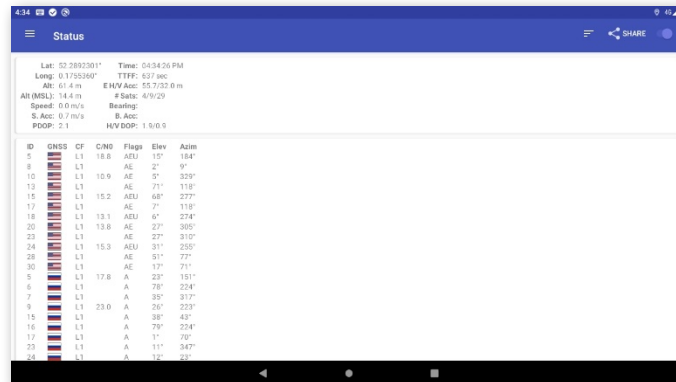 4:34
4G
Status
SHARE
Lat: 52.2892301° Time: 04:34:26 PM
Long: 0.1755360° TTFF: 637 sec
Alt: 61.4 m E H/V Acc: 55.7/32.0 m
Alt (MSL): 14.4 m # Sats: 4/9/29
Speed: 0.0 m/s Bearing:
S. Acc: 0.7 m/s B. Acc:
PDOP: 2.1 H/V DOP: 1.9/0.9
ID GNSS CF C/N0 Flags Elev Azim
5 L1 18.8 AEU 15° 184°
8 L1 AE 2° 9°
10 L1 10.9 AE 5° 329°
13 L1 AE 71° 118°
15 L1 15.2 AEU 68° 277°
17 L1 AE 7° 118°
18 L1 13.1 AEU 6° 274°
20 L1 13.8 AE 27° 305°
23 L1 AE 27° 310°
24 L1 15.3 AEU 31° 255°
28 L1 AE 51° 77°
30 L1 AE 17° 71°
5 L1 17.8 A 23° 151°
6 L1 A 78° 224°
7 L1 A 35° 317°
9 L1 23.0 A 26° 223°
15 L1 A 38° 43°
16 L1 A 79° 224°
17 L1 A 1° 70°
23 L1 A 11° 347°
24 L1 A 12° 23°